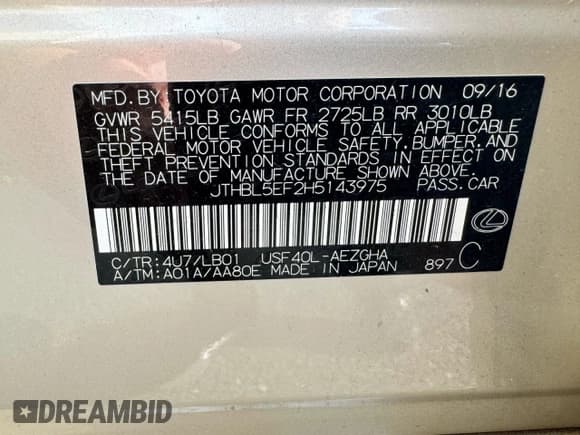 MFD. BY: TOYOTA MOTOR CORPORATION 09/16
GVWR 5415LB GAWR FR 2725LB RR 3010LB
THIS VEHICLE CONFORMS TO ALL APPLICABLE
FEDERAL MOTOR VEHICLE SAFETY, BUMPER, AND
THEFT PREVENTION STANDARDS IN EFFECT ON
THE DATE OF MANUFACTURE SHOWN ABOVE.
JTHBL5EF2H5143975 PASS. CAR
C/TR: 4U7/LB01 USF40L-AEZGHA
A/TM: A01A/AA80E MADE IN JAPAN 897 C
DREAMBID